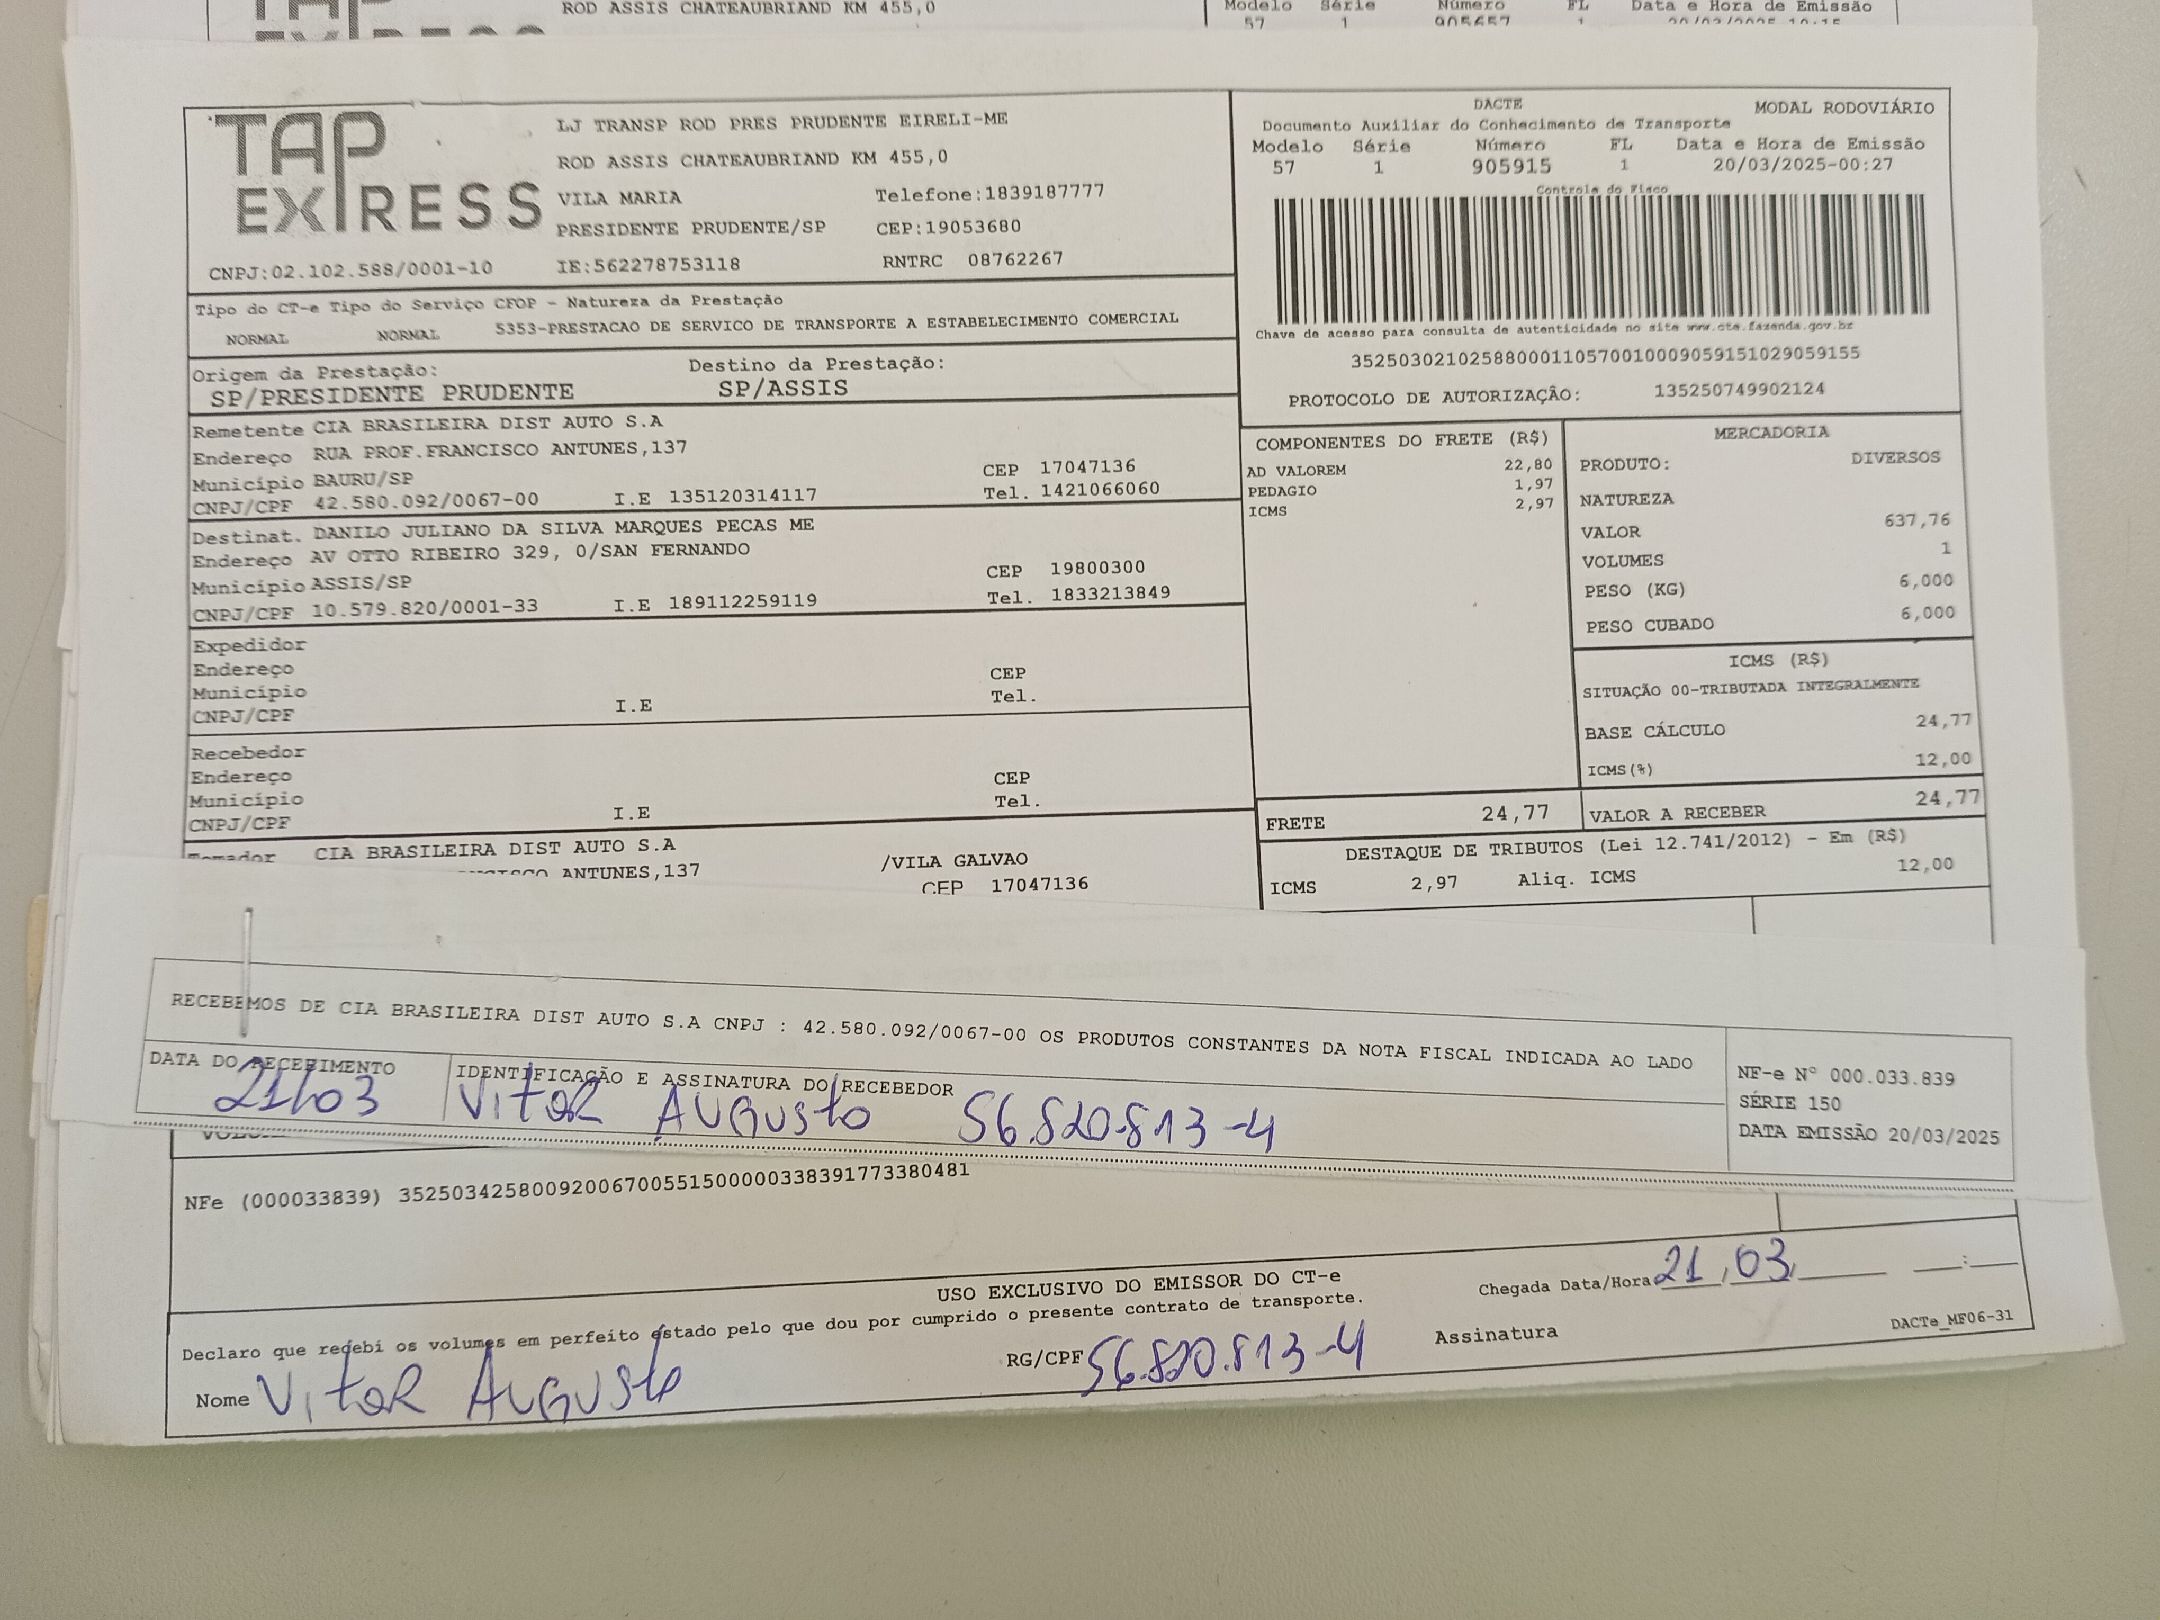 ROD ASSIS CHATEAUBRIAND KM 455,0
Modelo Série Número FL Data e Hora de Emissão
57 1 905657 1
TAP EXPRESS
LJ TRANSP ROD PRES PRUDENTE EIRELI-ME
ROD ASSIS CHATEAUBRIAND KM 455,0
VILA MARIA Telefone:1839187777
PRESIDENTE PRUDENTE/SP CEP:19053680
CNPJ:02.102.588/0001-10 IE:562278753118 RNTRC 08762267
DACTE MODAL RODOVIÁRIO
Documento Auxiliar do Conhecimento de Transporte
Modelo Série Número FL Data e Hora de Emissão
57 1 905915 1 20/03/2025-00:27
Controle do Fisco
Chave de acesso para consulta de autenticidade no site www.cte.fazenda.gov.br
35250302102588000110570010009059151029059155
PROTOCOLO DE AUTORIZAÇÃO: 135250749902124
Tipo do CT-e Tipo do Serviço CFOP - Natureza da Prestação
NORMAL NORMAL 5353-PRESTACAO DE SERVICO DE TRANSPORTE A ESTABELECIMENTO COMERCIAL
Origem da Prestação: Destino da Prestação:
SP/PRESIDENTE PRUDENTE SP/ASSIS
Remetente CIA BRASILEIRA DIST AUTO S.A
Endereço RUA PROF.FRANCISCO ANTUNES,137
Município BAURU/SP CEP 17047136
CNPJ/CPF 42.580.092/0067-00 I.E 135120314117 Tel. 1421066060
Destinat. DANILO JULIANO DA SILVA MARQUES PECAS ME
Endereço AV OTTO RIBEIRO 329, 0/SAN FERNANDO
Município ASSIS/SP CEP 19800300
CNPJ/CPF 10.579.820/0001-33 I.E 189112259119 Tel. 1833213849
Expedidor
Endereço
Município CEP
CNPJ/CPF I.E Tel.
Recebedor
Endereço
Município CEP
CNPJ/CPF I.E Tel.
Tomador CIA BRASILEIRA DIST AUTO S.A
ANTUNES,137 /VILA GALVAO
CEP 17047136
COMPONENTES DO FRETE (R$)
AD VALOREM 22,80
PEDAGIO 1,97
ICMS 2,97
MERCADORIA
PRODUTO: DIVERSOS
NATUREZA
VALOR 637,76
VOLUMES 1
PESO (KG) 6,000
PESO CUBADO 6,000
ICMS (R$)
SITUAÇÃO 00-TRIBUTADA INTEGRALMENTE
BASE CÁLCULO 24,77
ICMS(%) 12,00
FRETE 24,77 VALOR A RECEBER 24,77
DESTAQUE DE TRIBUTOS (Lei 12.741/2012) - Em (R$)
ICMS 2,97 Aliq. ICMS 12,00
RECEBEMOS DE CIA BRASILEIRA DIST AUTO S.A CNPJ : 42.580.092/0067-00 OS PRODUTOS CONSTANTES DA NOTA FISCAL INDICADA AO LADO
DATA DO RECEBIMENTO IDENTIFICAÇÃO E ASSINATURA DO RECEBEDOR
21/03 VitoR AUGUSto 56.820.813-4
NF-e N° 000.033.839
SÉRIE 150
DATA EMISSÃO 20/03/2025
NFe (000033839) 35250342580092006700551500000338391773380481
USO EXCLUSIVO DO EMISSOR DO CT-e
Declaro que recebi os volumes em perfeito estado pelo que dou por cumprido o presente contrato de transporte.
Chegada Data/Hora 21,03
Nome VitoR AUGUSto RG/CPF 56.820.813-4 Assinatura
DACTe_MF06-31